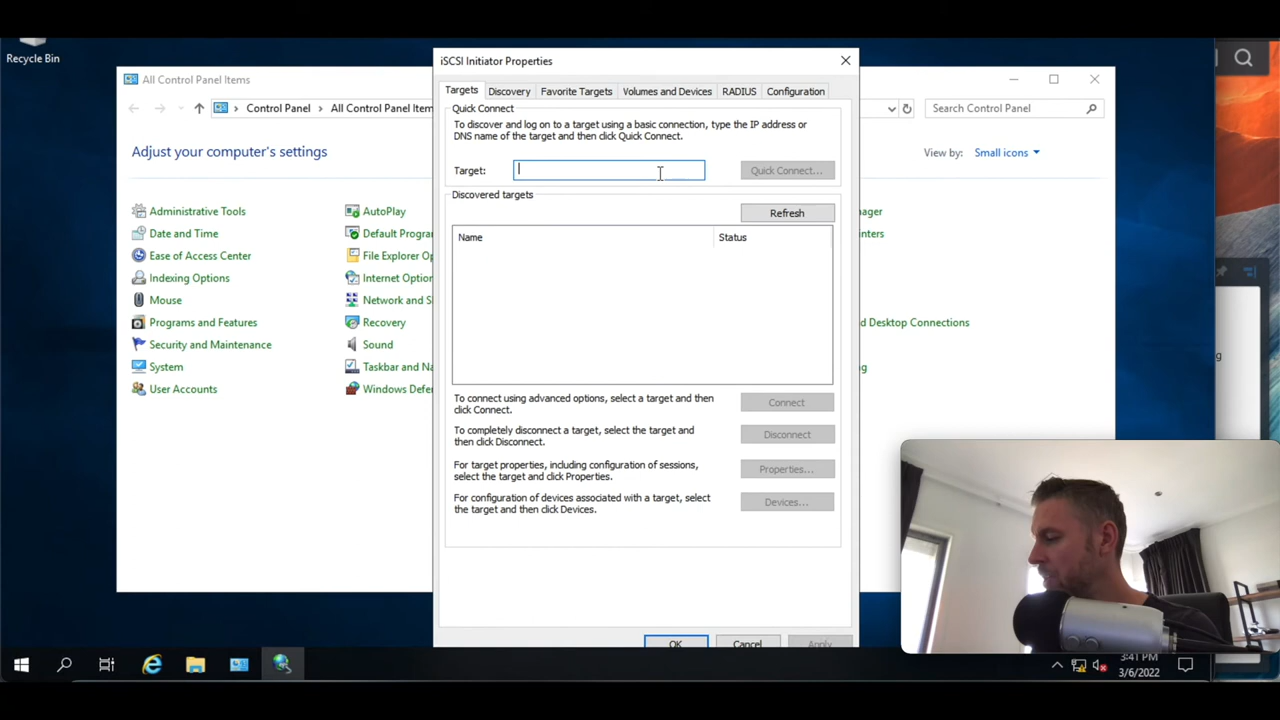 Recycle Bin
iSCSI Initiator Properties
All Control Panel Items
Control Panel
All Control Panel Item
Search Control Panel
Targets
Discovery
Favorite Targets
Volumes and Devices
RADIUS
Configuration
Quick Connect
To discover and log on to a target using a basic connection, type the IP address or
DNS name of the target and then click Quick Connect.
Adjust your computer's settings
View by:
Small icons
Target:
Quick Connect...
Discovered targets
Refresh
Name
Status
Administrative Tools
Date and Time
Ease of Access Center
Indexing Options
Mouse
Programs and Features
Security and Maintenance
System
User Accounts
AutoPlay
Default Progra
File Explorer Op
Internet Option
Network and S
Recovery
Sound
Taskbar and Na
Windows Defen
nager
nters
d Desktop Connections
g
g
To connect using advanced options, select a target and then
click Connect.
Connect
To completely disconnect a target, select the target and
then click Disconnect.
Disconnect
For target properties, including configuration of sessions,
select the target and click Properties.
Properties...
For configuration of devices associated with a target, select
the target and then click Devices.
Devices...
OK
Cancel
Apply
3:41 PM
3/6/2022